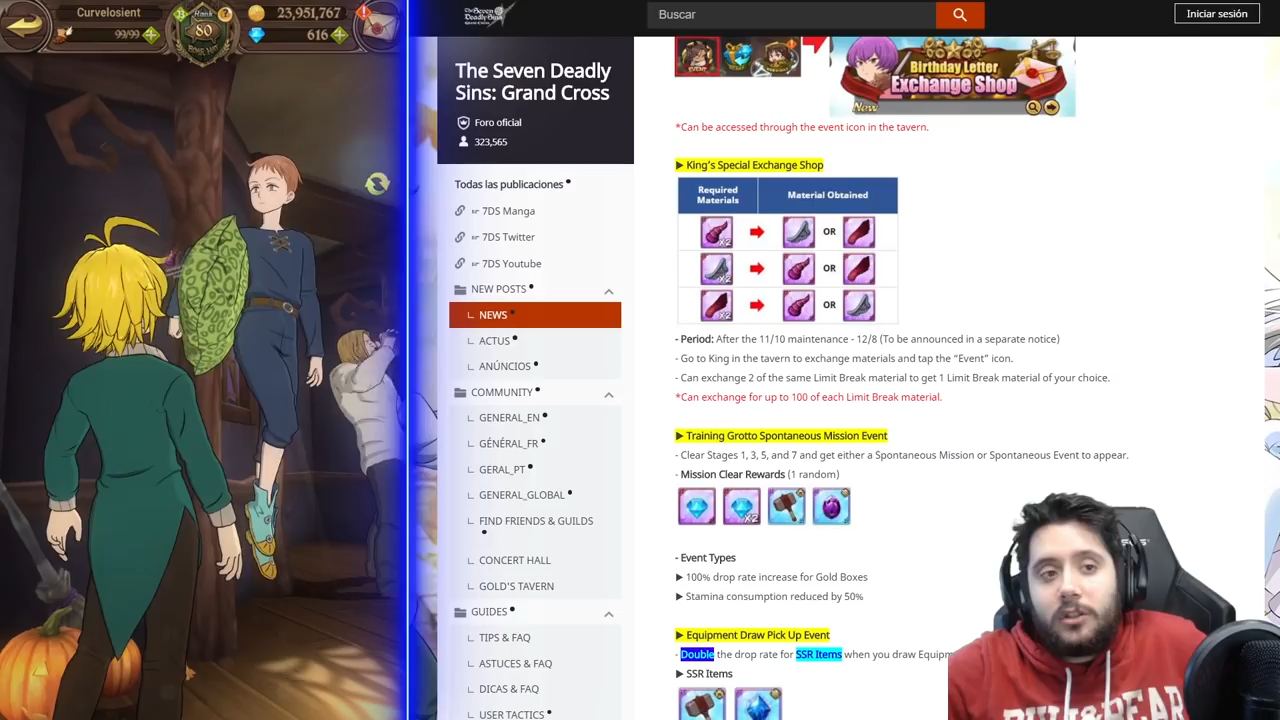 Rank
80
23,951,767
99/99
616
Curvelosient
The Seven
Deadly Sins
Buscar
Iniciar sesión
The Seven Deadly
Sins: Grand Cross
Foro oficial
323,565
Todas las publicaciones
7DS Manga
7DS Twitter
7DS Youtube
NEW POSTS
NEWS
ACTUS
ANÚNCIOS
COMMUNITY
GENERAL_EN
GÉNÉRAL_FR
GERAL_PT
GENERAL_GLOBAL
FIND FRIENDS & GUILDS
CONCERT HALL
GOLD'S TAVERN
GUIDES
TIPS & FAQ
ASTUCES & FAQ
DICAS & FAQ
USER TACTICS
EVENT
Birthday Letter
Exchange Shop
New
*Can be accessed through the event icon in the tavern.
▶ King's Special Exchange Shop
Required Materials Material Obtained
x2 OR
x2 OR
x2 OR
- Period: After the 11/10 maintenance - 12/8 (To be announced in a separate notice)
- Go to King in the tavern to exchange materials and tap the “Event” icon.
- Can exchange 2 of the same Limit Break material to get 1 Limit Break material of your choice.
*Can exchange for up to 100 of each Limit Break material.
▶ Training Grotto Spontaneous Mission Event
- Clear Stages 1, 3, 5, and 7 and get either a Spontaneous Mission or Spontaneous Event to appear.
- Mission Clear Rewards (1 random)
x2
- Event Types
▶ 100% drop rate increase for Gold Boxes
▶ Stamina consumption reduced by 50%
▶ Equipment Draw Pick Up Event
- Double the drop rate for SSR Items when you draw Equipm
▶ SSR Items